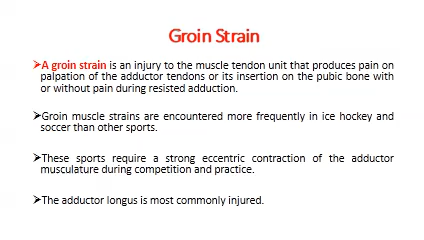 Groin Strain
➢A groin strain is an injury to the muscle tendon unit that produces pain on
palpation of the adductor tendons or its insertion on the pubic bone with
or without pain during resisted adduction.
➢Groin muscle strains are encountered more frequently in ice hockey and
soccer than other sports.
➢These sports require a strong eccentric contraction of the adductor
musculature during competition and practice.
➢The adductor longus is most commonly injured.